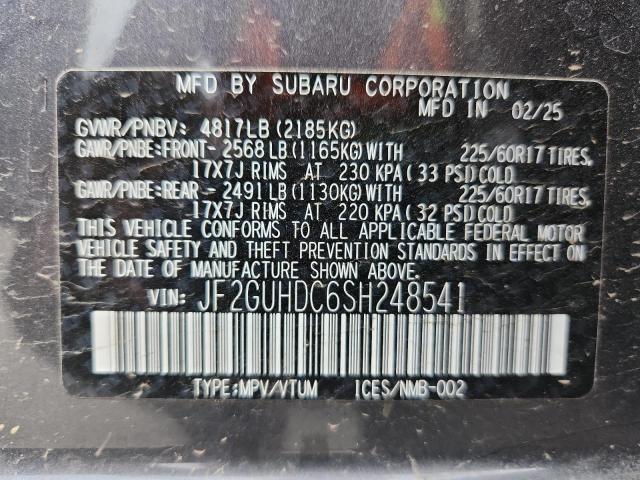 MFD BY SUBARU CORPORATION
MFD IN 02/25
GVWR/PNBV: 4817LB (2185KG)
GAWR/PNBE: FRONT- 2568 LB (1165KG) WITH 225/60R17 TIRES,
17X7J RIMS AT 230 KPA (33 PSI) COLD
GAWR/PNBE: REAR - 2491 LB (1130KG) WITH 225/60R17 TIRES,
17X7J RIMS AT 220 KPA (32 PSI) COLD
THIS VEHICLE CONFORMS TO ALL APPLICABLE FEDERAL MOTOR
VEHICLE SAFETY AND THEFT PREVENTION STANDARDS IN EFFECT ON
THE DATE OF MANUFACTURE SHOWN ABOVE.
VIN: JF2GUHDC6SH248541
TYPE:MPV/VTUM ICES/NMB-002